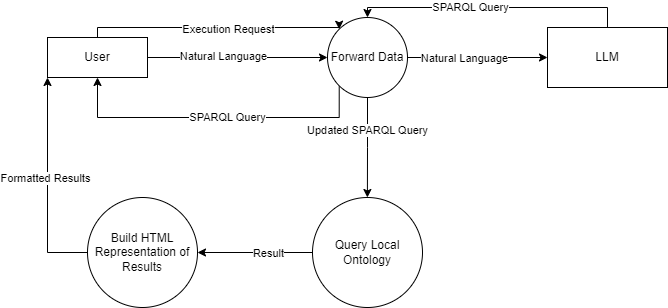 SPARQL Query
Execution Request
User
Natural Language
Forward Data
Natural Language
LLM
SPARQL Query
Updated SPARQL Query
Formatted Results
Build HTML
Representation of
Results
Result
Query Local
Ontology